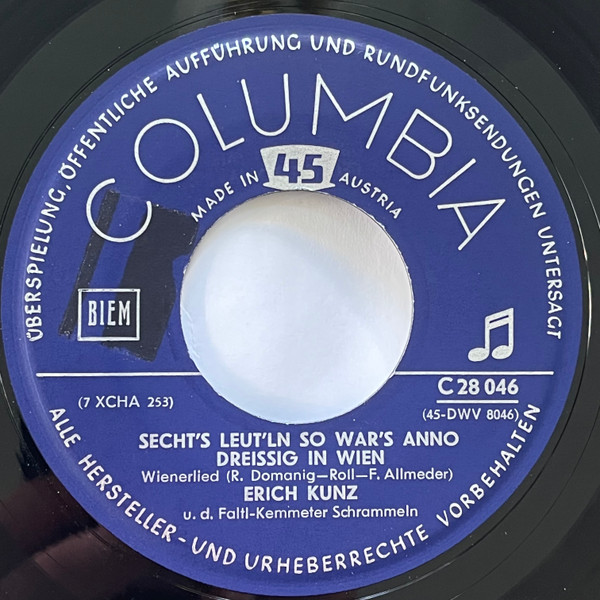 ÜBERSPIELUNG, ÖFFENTLICHE AUFFÜHRUNG UND RUNDFUNKSENDUNGEN UNTERSAGT
COLUMBIA
45
MADE IN AUSTRIA
BIEM
(7 XCHA 253)
C 28 046
(45-DWV 8046)
SECHT'S LEUT'LN SO WAR'S ANNO
DREISSIG IN WIEN
Wienerlied (R. Domanig—Roll—F. Allmeder)
ERICH KUNZ
u. d. Faltl-Kemmeter Schrammeln
ALLE HERSTELLER-UND URHEBERRECHTE VORBEHALTEN